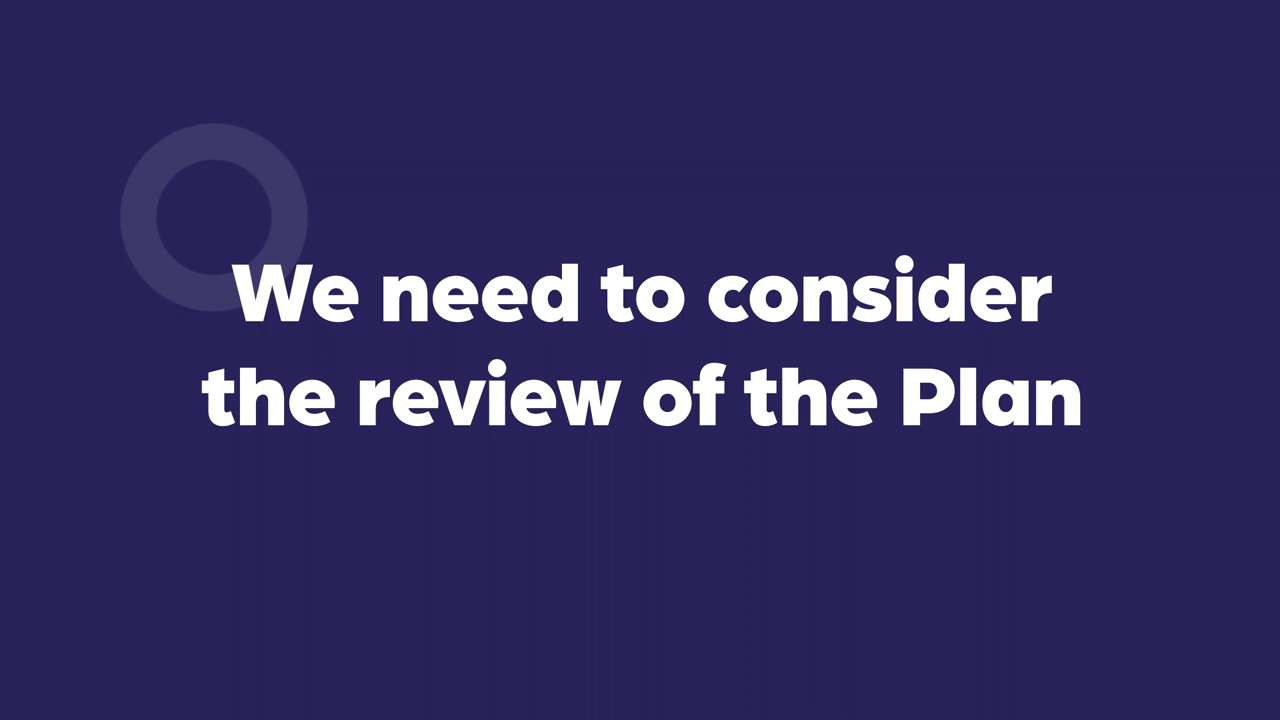 We need to consider
the review of the Plan